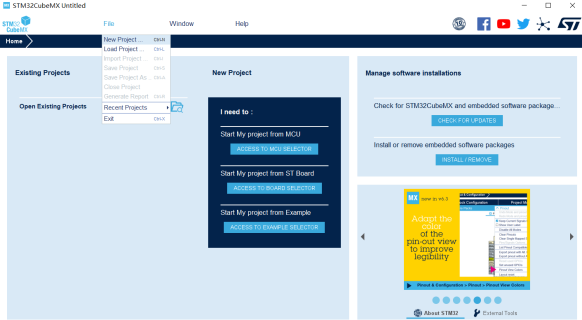 STM32CubeMX Untitled
STM32
CubeMX
File
Window
Help
Home
New Project ... Ctrl-N
Load Project ... Ctrl-L
Import Project ... Ctrl-I
Save Project Ctrl-S
Save Project As .. Ctrl-A
Close Project
Generate Report Ctrl-R
Recent Projects
Exit Ctrl-X
Existing Projects
Open Existing Projects
New Project
I need to :
Start My project from MCU
ACCESS TO MCU SELECTOR
Start My project from ST Board
ACCESS TO BOARD SELECTOR
Start My project from Example
ACCESS TO EXAMPLE SELECTOR
Manage software installations
Check for STM32CubeMX and embedded software package...
CHECK FOR UPDATES
Install or remove embedded software packages
INSTALL / REMOVE
MX
Adapt the
color
of the
pin-out view
to improve
legibility
Pinout & Configuration > Pinout > Pinout View Colors
About STM32
External Tools